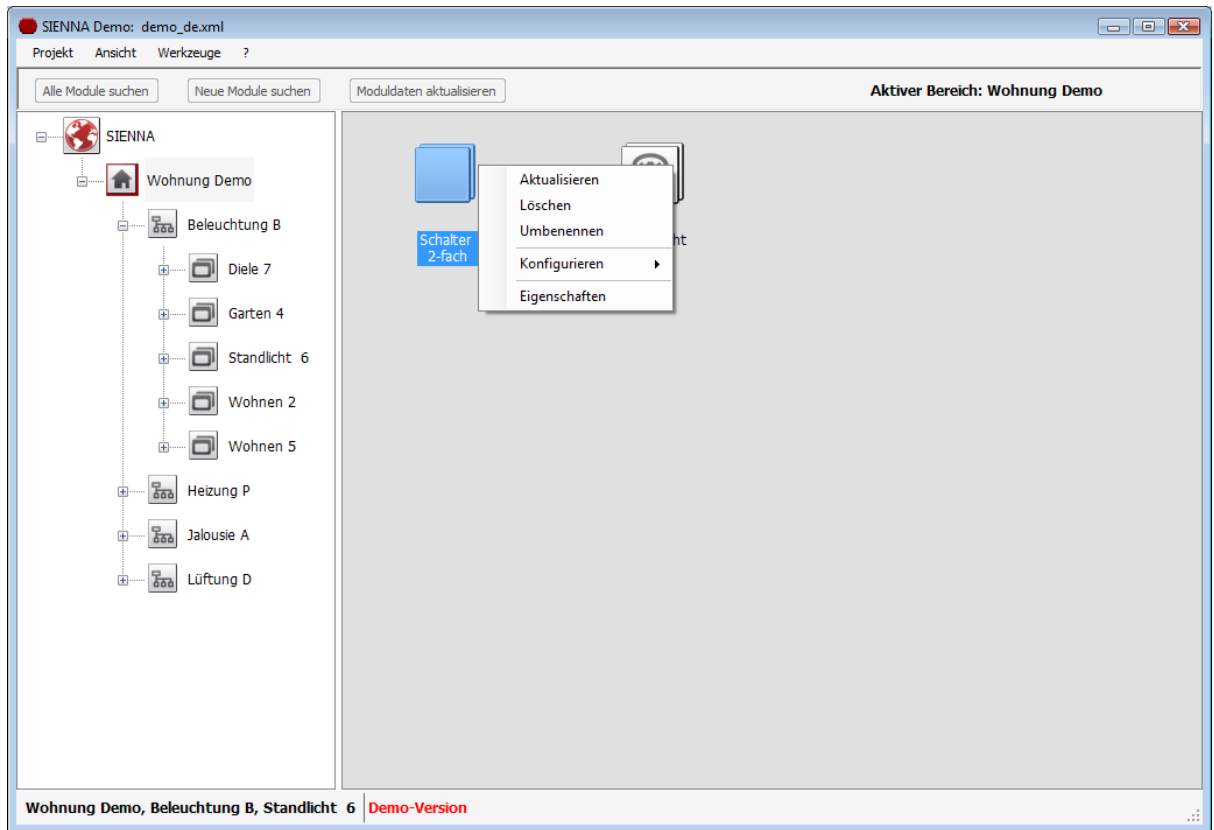 SIENNA Demo: demo_de.xml
Projekt Ansicht Werkzeuge ?
Alle Module suchen Neue Module suchen Moduldaten aktualisieren Aktiver Bereich: Wohnung Demo
SIENNA
Wohnung Demo
Beleuchtung B
Diele 7
Garten 4
Standlicht 6
Wohnen 2
Wohnen 5
Heizung P
Jalousie A
Lüftung D
Schalter
2-fach
Aktualisieren
Löschen
Umbenennen
Konfigurieren
Eigenschaften
ht
Wohnung Demo, Beleuchtung B, Standlicht 6 Demo-Version